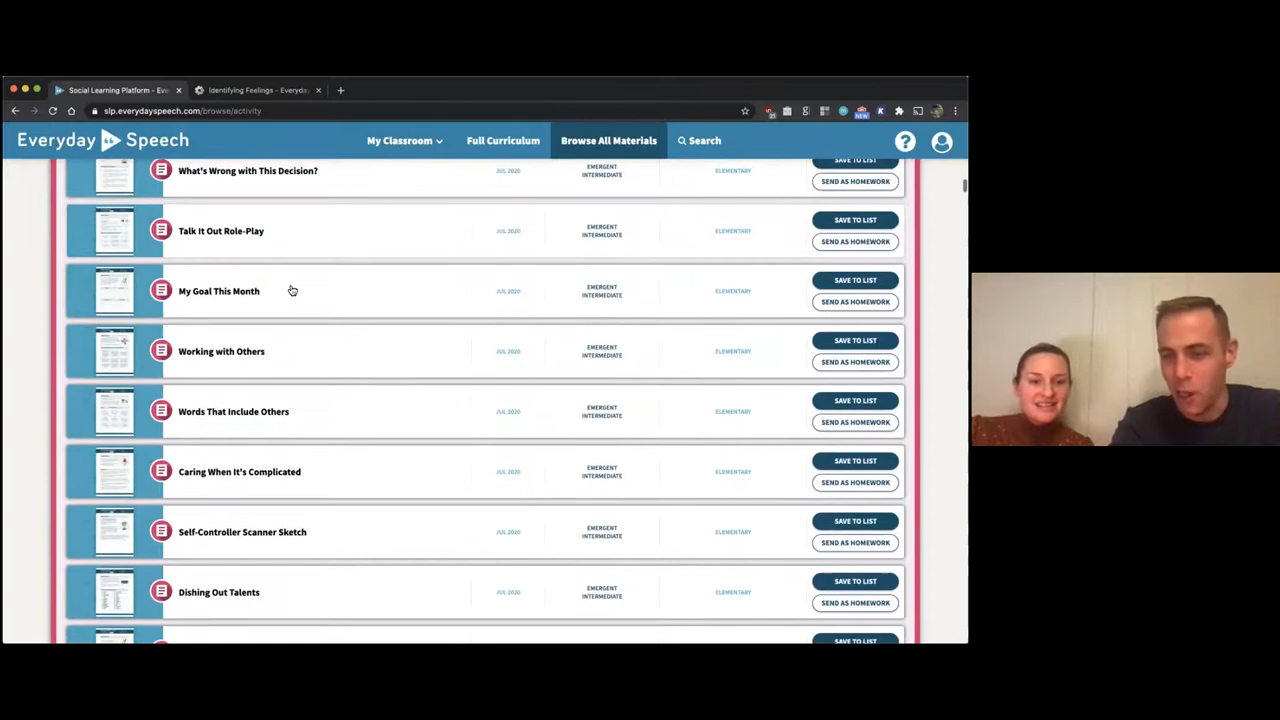 Social Learning Platform - Eve
Identifying Feelings - Everyda
slp.everydayspeech.com/browse/activity
NEW
Everyday Speech
My Classroom
Full Curriculum
Browse All Materials
Search
?
What's Wrong with This Decision?
JUL 2020
EMERGENT
INTERMEDIATE
ELEMENTARY
SAVE TO LIST
SEND AS HOMEWORK
Talk It Out Role-Play
JUL 2020
EMERGENT
INTERMEDIATE
ELEMENTARY
SAVE TO LIST
SEND AS HOMEWORK
My Goal This Month
JUL 2020
EMERGENT
INTERMEDIATE
ELEMENTARY
SAVE TO LIST
SEND AS HOMEWORK
Working with Others
JUL 2020
EMERGENT
INTERMEDIATE
ELEMENTARY
SAVE TO LIST
SEND AS HOMEWORK
Words That Include Others
JUL 2020
EMERGENT
INTERMEDIATE
ELEMENTARY
SAVE TO LIST
SEND AS HOMEWORK
Caring When It's Complicated
JUL 2020
EMERGENT
INTERMEDIATE
ELEMENTARY
SAVE TO LIST
SEND AS HOMEWORK
Self-Controller Scanner Sketch
JUL 2020
EMERGENT
INTERMEDIATE
ELEMENTARY
SAVE TO LIST
SEND AS HOMEWORK
Dishing Out Talents
JUL 2020
EMERGENT
INTERMEDIATE
ELEMENTARY
SAVE TO LIST
SEND AS HOMEWORK
SAVE TO LIST